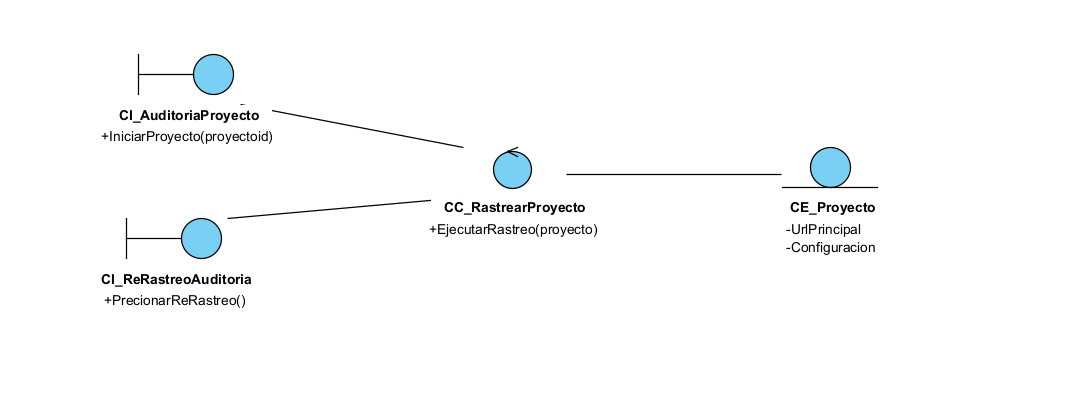 CI_AuditoriaProyecto
+IniciarProyecto(proyectoid)
CC_RastrearProyecto
+EjecutarRastreo(proyecto)
CE_Proyecto
-UrlPrincipal
-Configuracion
CI_ReRastreoAuditoria
+PrecionarReRastreo()